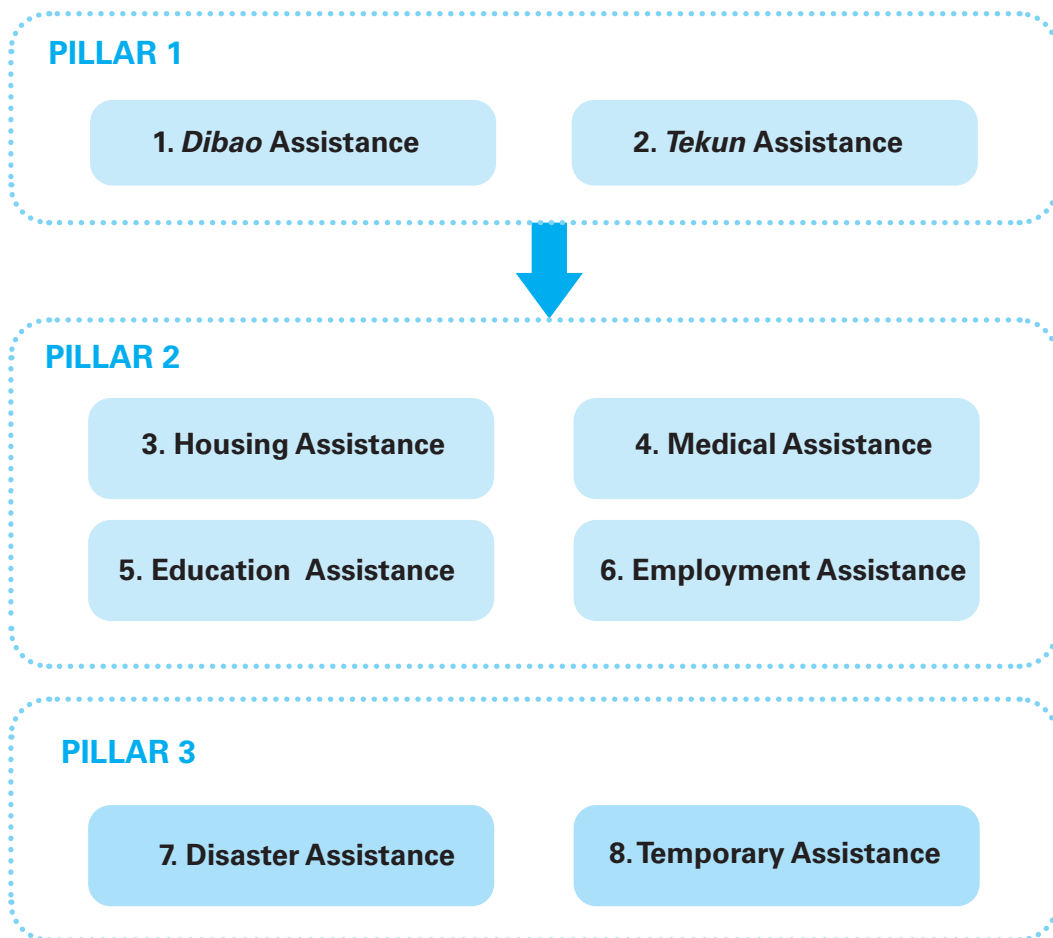 PILLAR 1
1. Dibao Assistance
2. Tekun Assistance
PILLAR 2
3. Housing Assistance
4. Medical Assistance
5. Education Assistance
6. Employment Assistance
PILLAR 3
7. Disaster Assistance
8. Temporary Assistance